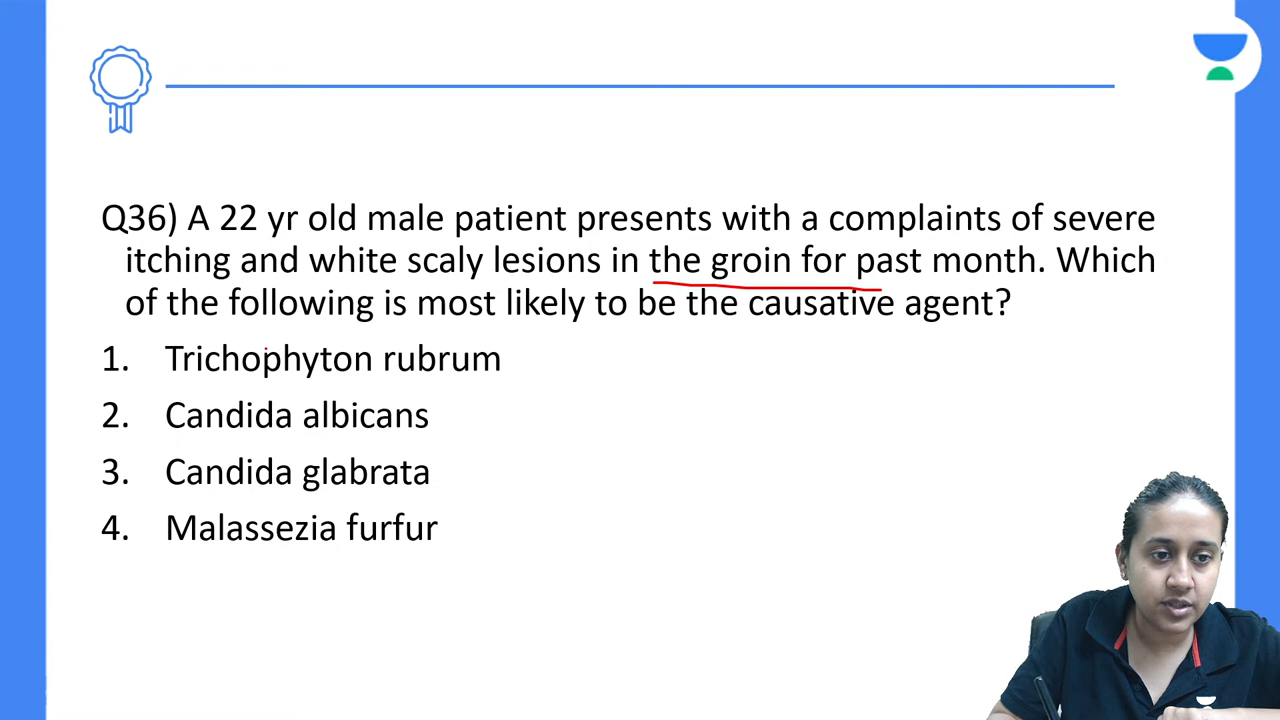 Q36) A 22 yr old male patient presents with a complaints of severe
itching and white scaly lesions in the groin for past month. Which
of the following is most likely to be the causative agent?
1. Trichophyton rubrum
2. Candida albicans
3. Candida glabrata
4. Malassezia furfur